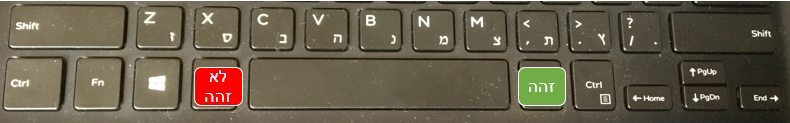 Shift Z ז X ס C ב V ה B נ N מ M צ < , ת > . ץ ? / . Shift
Ctrl Fn לא זהה זהה Ctrl ←Home ↑PgUp ↓PgDn End→